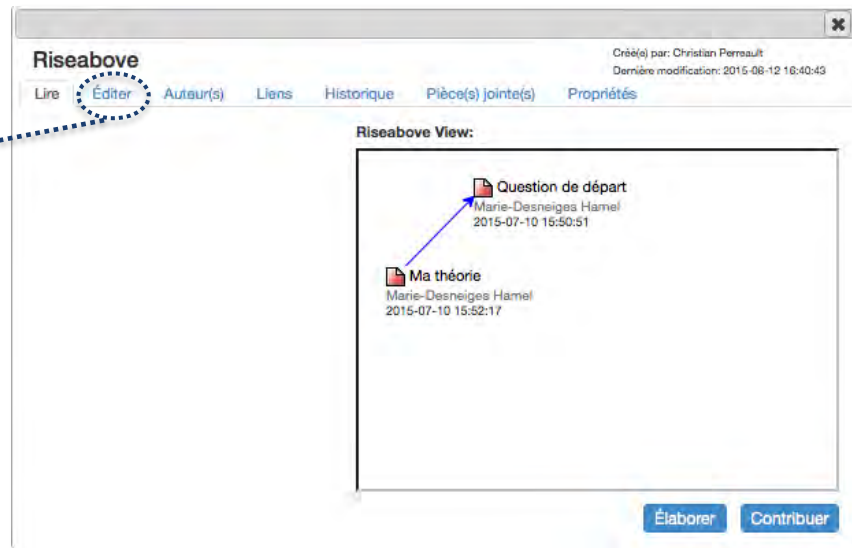 Riseabove
Créé(e) par: Christian Perreault
Dernière modification: 2015-08-12 16:40:43
Lire Éditer Auteur(s) Liens Historique Pièce(s) jointe(s) Propriétés
Riseabove View:
Question de départ
Marie-Desneiges Hamel
2015-07-10 15:50:51
Ma théorie
Marie-Desneiges Hamel
2015-07-10 15:52:17
Élaborer Contribuer